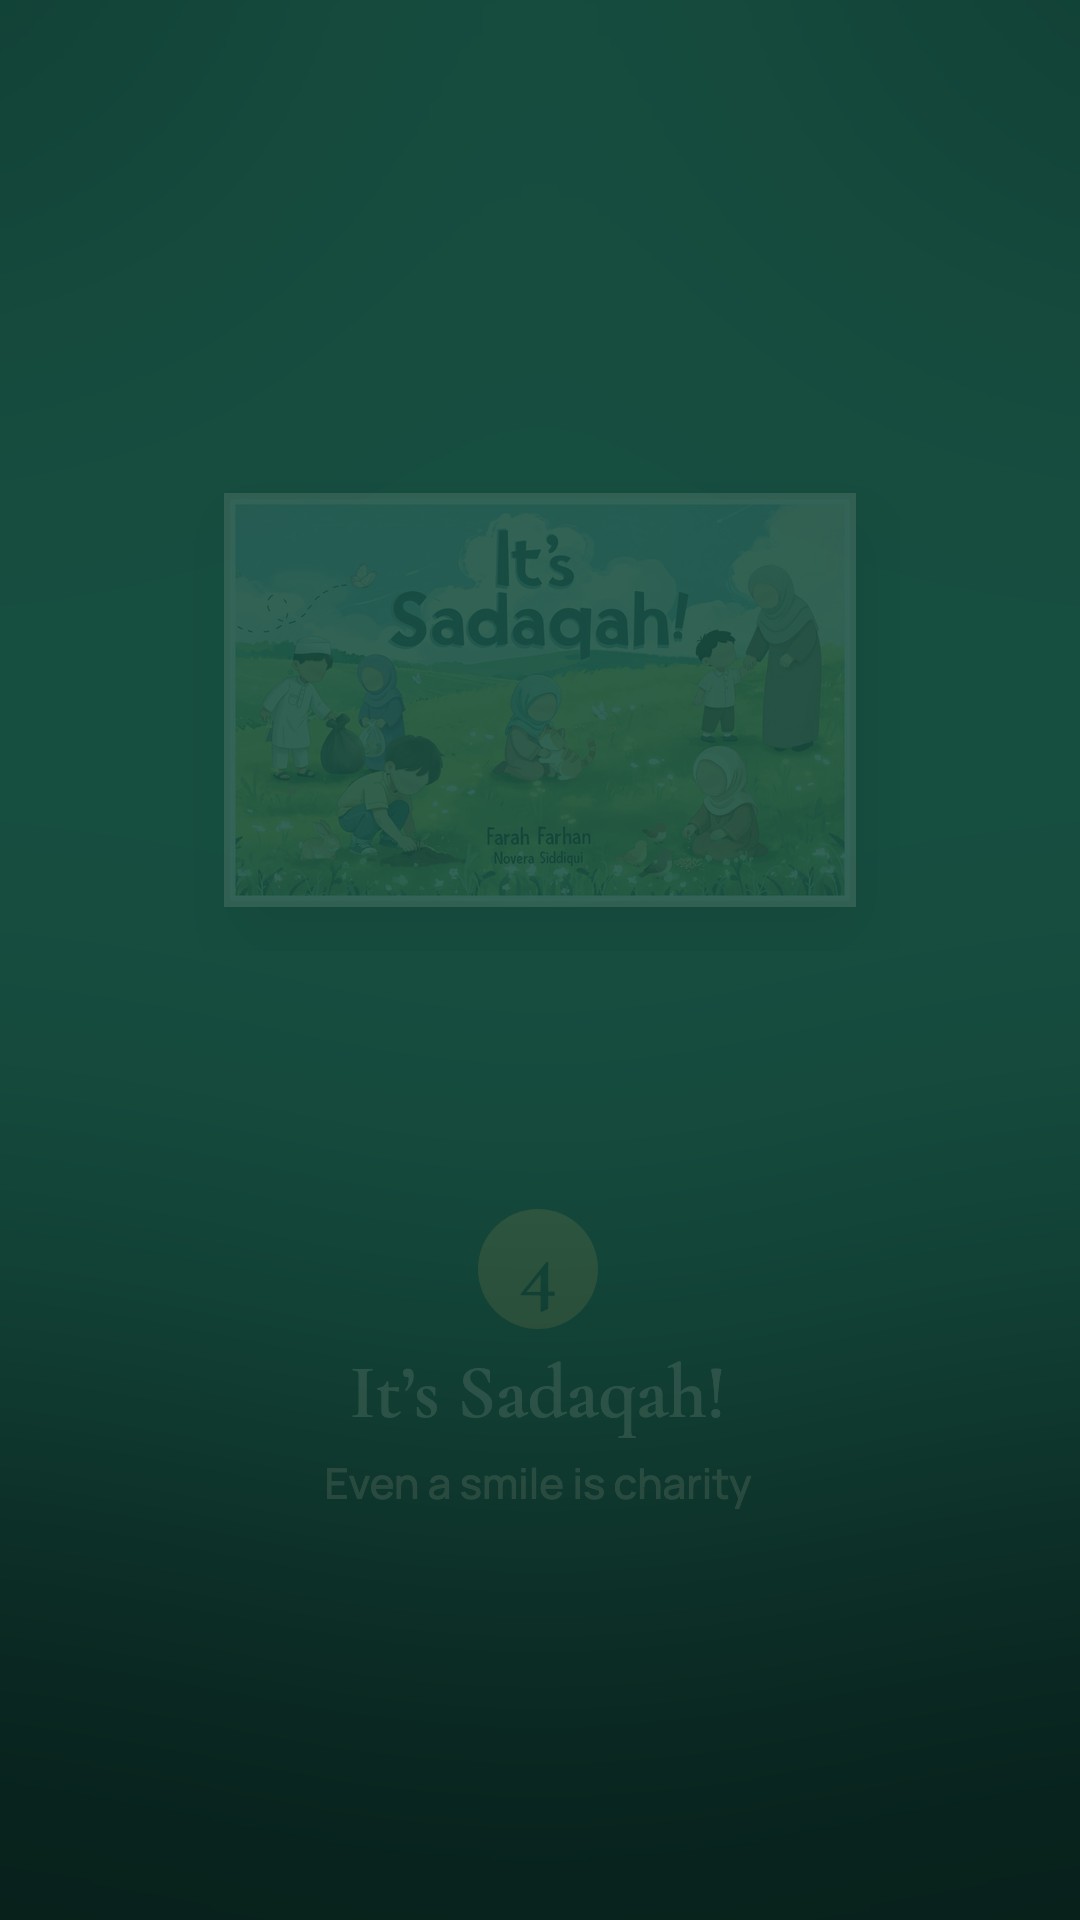 It's
Sadaqah!
Farah Farhan
Novera Siddiqui
4
It’s Sadaqah!
Even a smile is charity